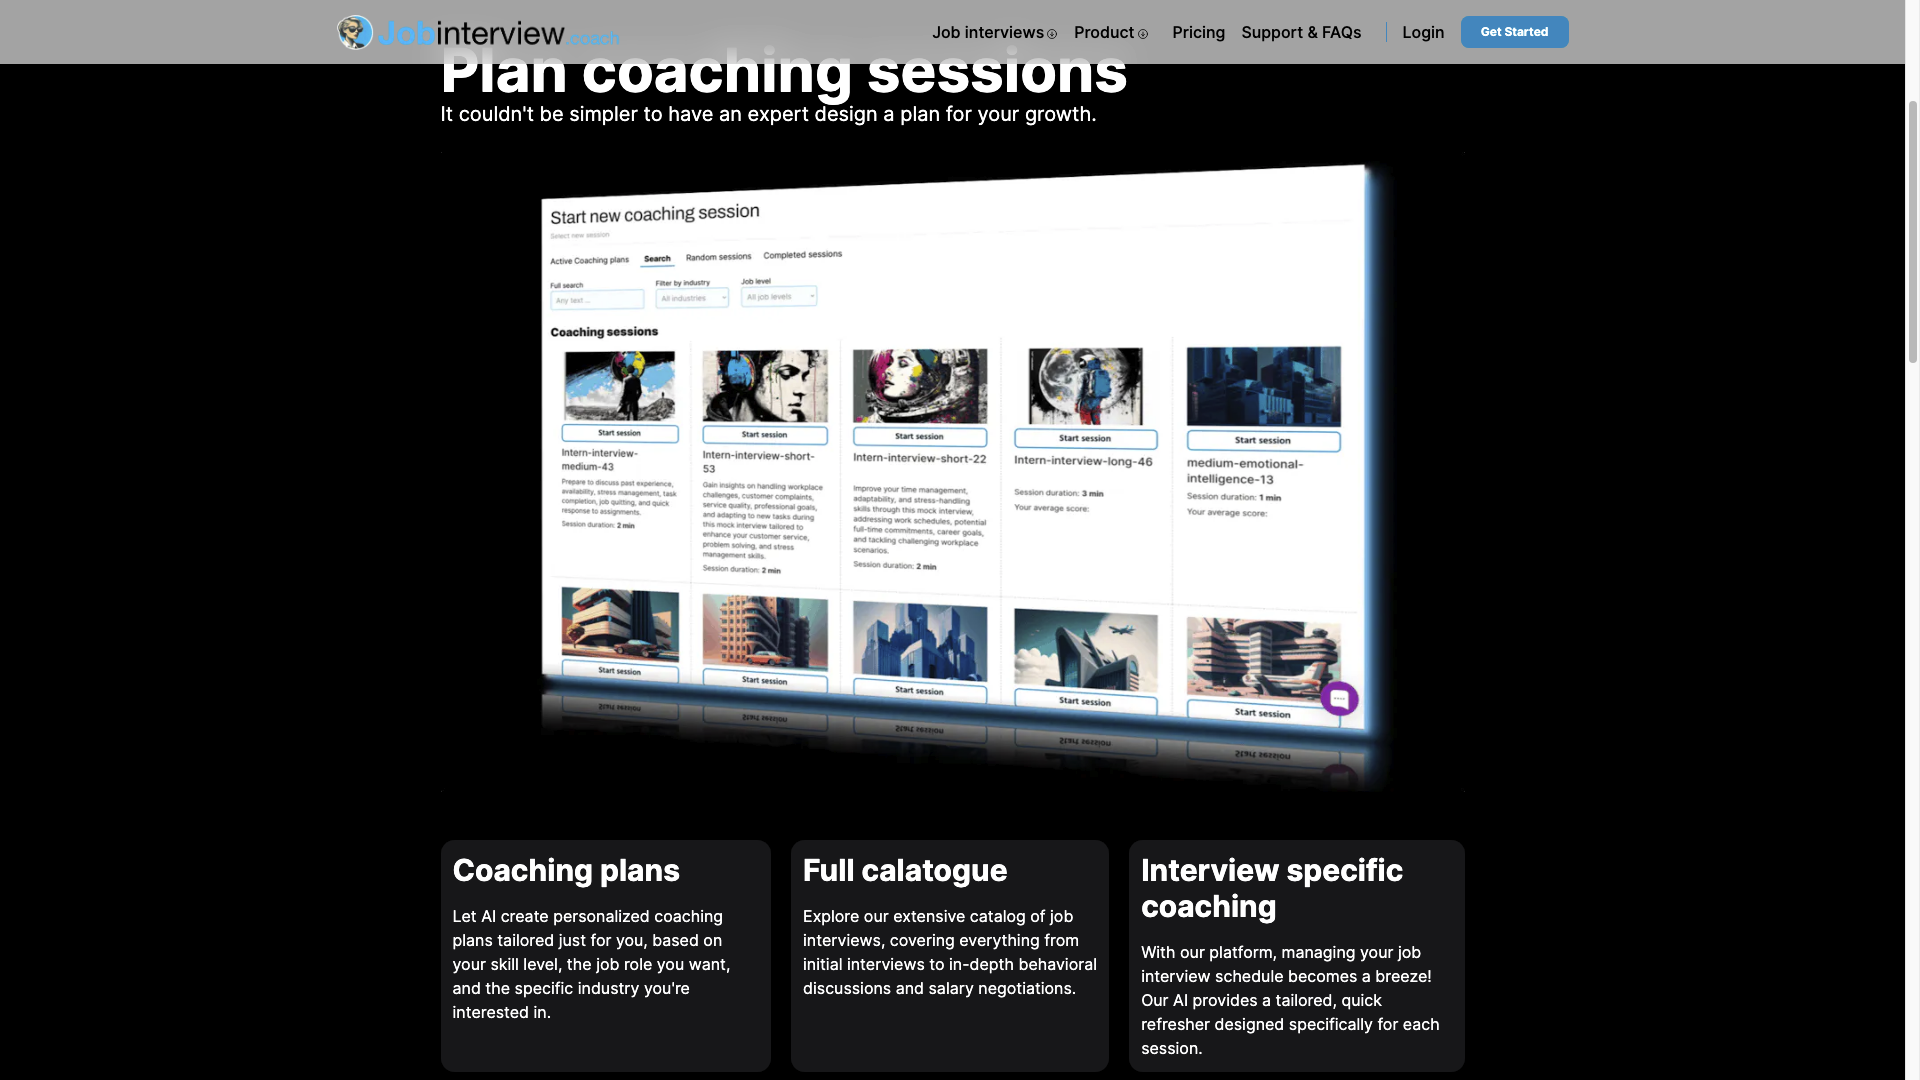 Jobinterview.coach
Job interviews
Product
Pricing
Support & FAQs
Login
Get Started
Plan coaching sessions
It couldn't be simpler to have an expert design a plan for your growth.
Start new coaching session
Select new session
Active Coaching plans
Search
Random sessions
Completed sessions
Full search
Filter by industry
Job level
Any text ...
All industries
All job levels
Coaching sessions
Start session
Intern-interview-
medium-43
Prepare to discuss past experience,
availability, stress management, task
completion, job quitting, and quick
response to assignments.
Session duration: 2 min
Start session
Intern-interview-short-
53
Gain insights on handling workplace
challenges, customer complaints,
service quality, professional goals,
and adapting to new tasks during
this mock interview tailored to
enhance your customer service,
problem solving, and stress
management skills.
Session duration: 2 min
Start session
Intern-interview-short-22
Improve your time management,
adaptability, and stress-handling
skills through this mock interview,
addressing work schedules, potential
full-time commitments, career goals,
and tackling challenging workplace
scenarios.
Session duration: 2 min
Start session
Intern-interview-long-46
Session duration: 3 min
Your average score:
Start session
medium-emotional-
intelligence-13
Session duration: 1 min
Your average score:
Start session
Start session
Start session
Start session
Start session
Coaching plans
Let AI create personalized coaching
plans tailored just for you, based on
your skill level, the job role you want,
and the specific industry you're
interested in.
Full calatogue
Explore our extensive catalog of job
interviews, covering everything from
initial interviews to in-depth behavioral
discussions and salary negotiations.
Interview specific
coaching
With our platform, managing your job
interview schedule becomes a breeze!
Our AI provides a tailored, quick
refresher designed specifically for each
session.